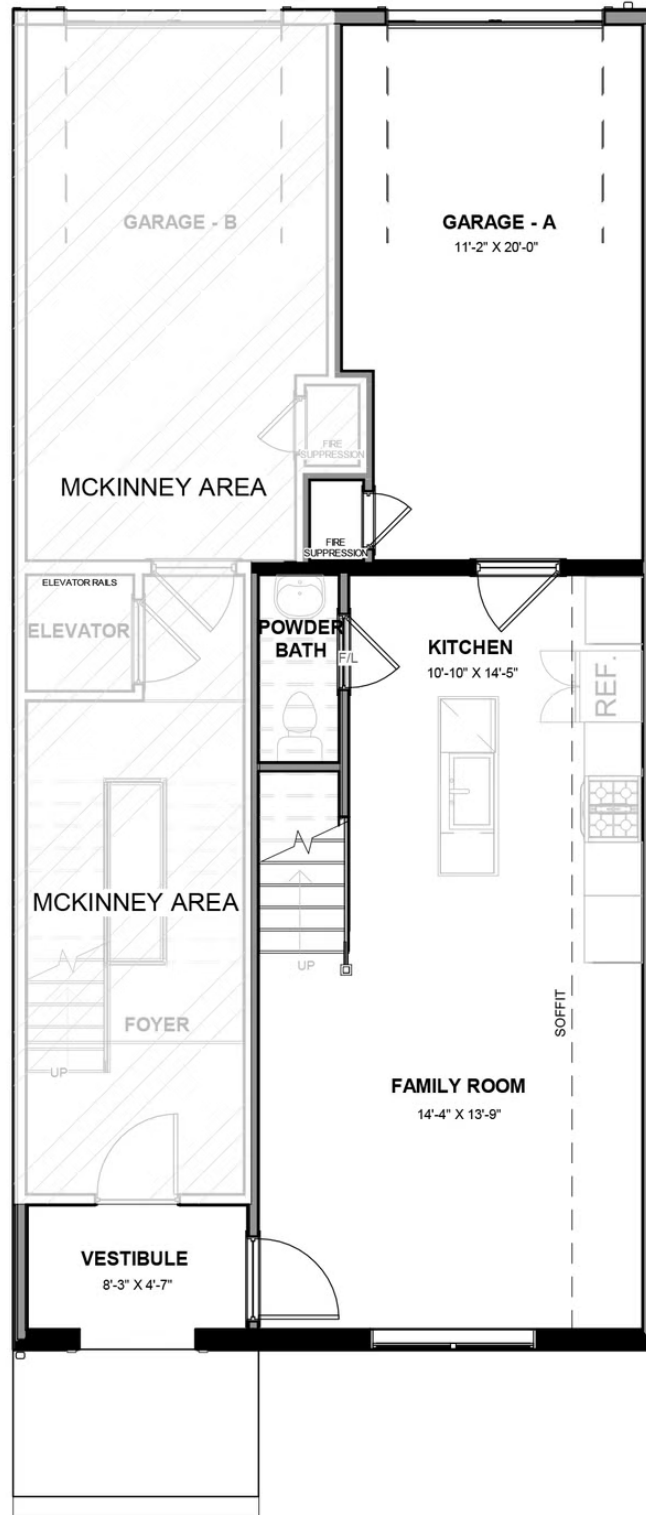 GARAGE - B
GARAGE - A
11'-2" X 20'-0"
FIRE
SUPPRESSION
MCKINNEY AREA
FIRE
SUPPRESSION
ELEVATOR RAILS
ELEVATOR
POWDER
BATH
F/L
KITCHEN
10'-10" X 14'-5"
REF.
MCKINNEY AREA
UP
SOFFIT
FOYER
UP
FAMILY ROOM
14'-4" X 13'-9"
VESTIBULE
8'-3" X 4'-7"